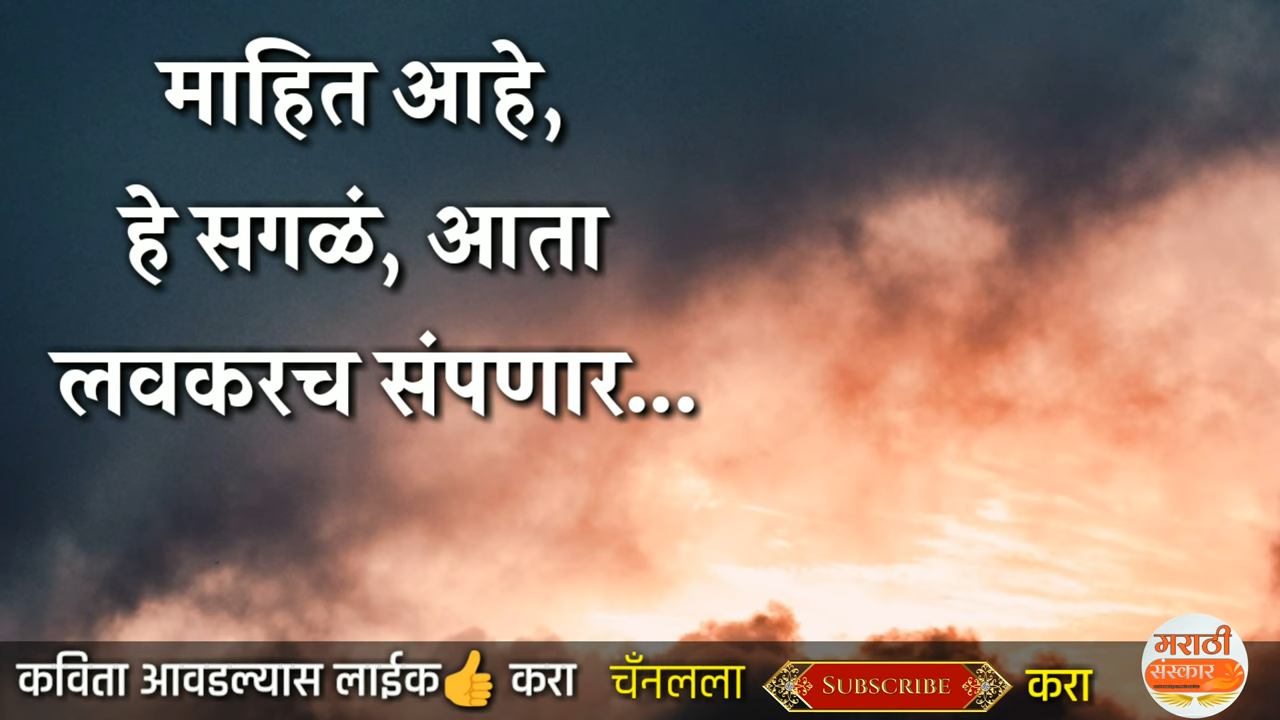 माहित आहे,
हे सगळं, आता
लवकरच संपणार...
कविता आवडल्यास लाईक👍 करा चॅंनलला SUBSCRIBE करा
मराठी
संस्कार